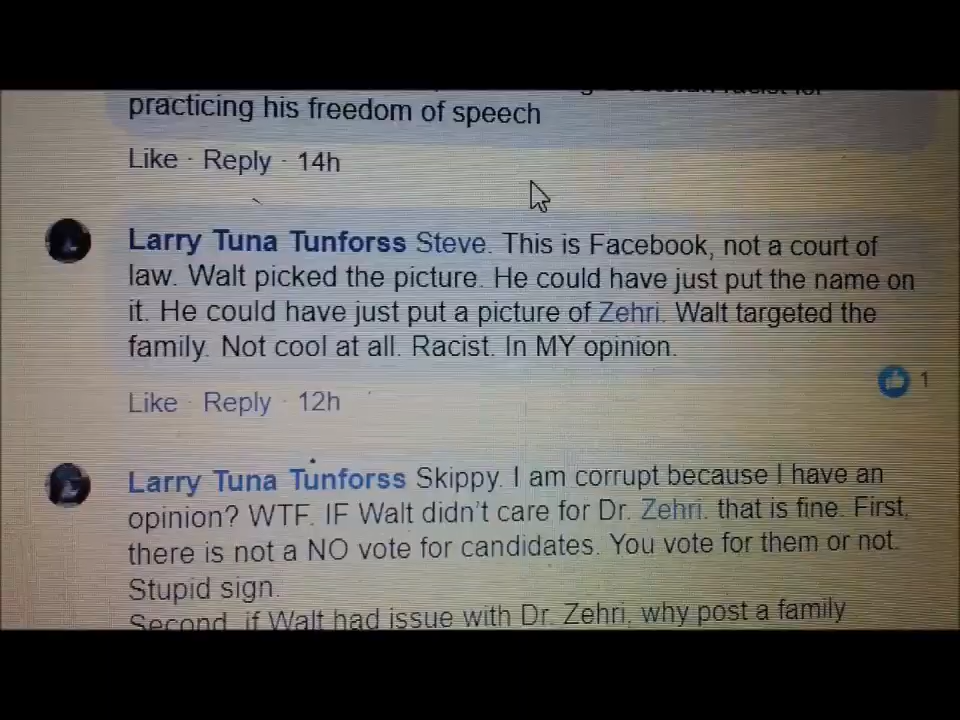 practicing his freedom of speech
Like · Reply · 14h
Larry Tuna Tunforss Steve. This is Facebook, not a court of
law. Walt picked the picture. He could have just put the name on
it. He could have just put a picture of Zehri. Walt targeted the
family. Not cool at all. Racist. In MY opinion.
1
Like · Reply · 12h
Larry Tuna Tunforss Skippy. I am corrupt because I have an
opinion? WTF. IF Walt didn't care for Dr. Zehri. that is fine. First,
there is not a NO vote for candidates. You vote for them or not.
Stupid sign.
Second, if Walt had issue with Dr. Zehri, why post a family